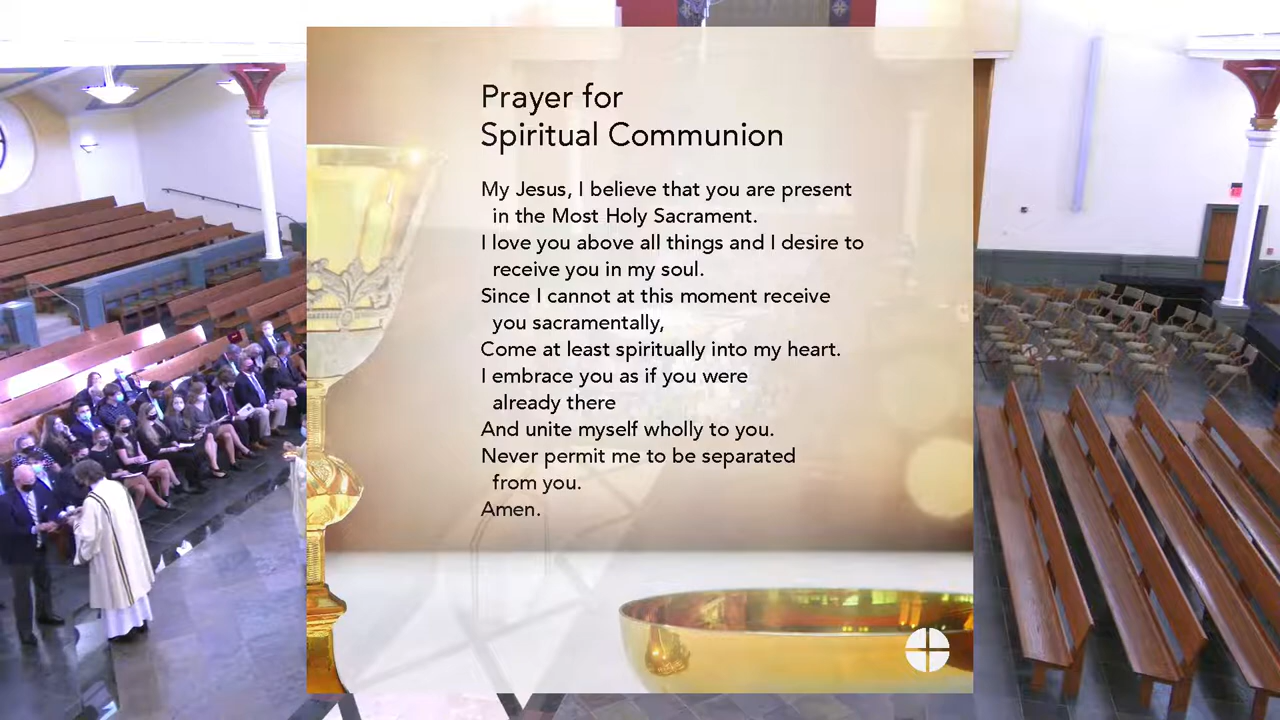 Prayer for
Spiritual Communion
My Jesus, I believe that you are present
in the Most Holy Sacrament.
I love you above all things and I desire to
receive you in my soul.
Since I cannot at this moment receive
you sacramentally,
Come at least spiritually into my heart.
I embrace you as if you were
already there
And unite myself wholly to you.
Never permit me to be separated
from you.
Amen.